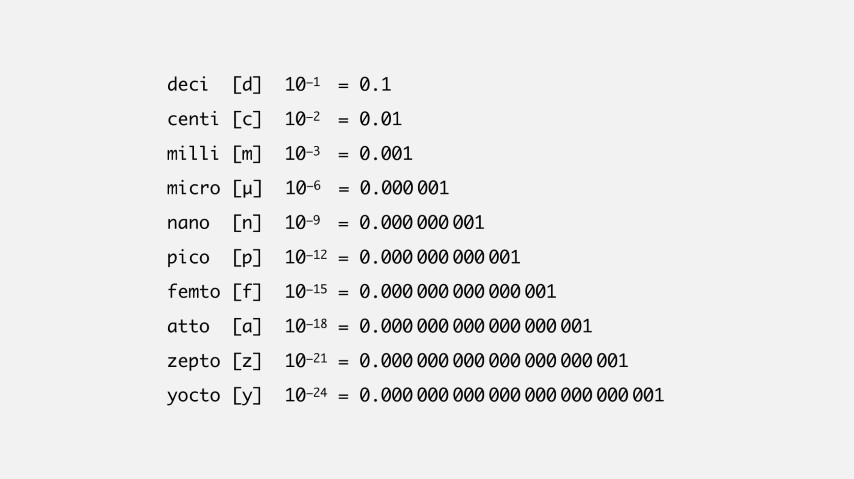 deci [d] 10⁻¹ = 0.1
centi [c] 10⁻² = 0.01
milli [m] 10⁻³ = 0.001
micro [µ] 10⁻⁶ = 0.000 001
nano [n] 10⁻⁹ = 0.000 000 001
pico [p] 10⁻¹² = 0.000 000 000 001
femto [f] 10⁻¹⁵ = 0.000 000 000 000 001
atto [a] 10⁻¹⁸ = 0.000 000 000 000 000 001
zepto [z] 10⁻²¹ = 0.000 000 000 000 000 000 001
yocto [y] 10⁻²⁴ = 0.000 000 000 000 000 000 000 001